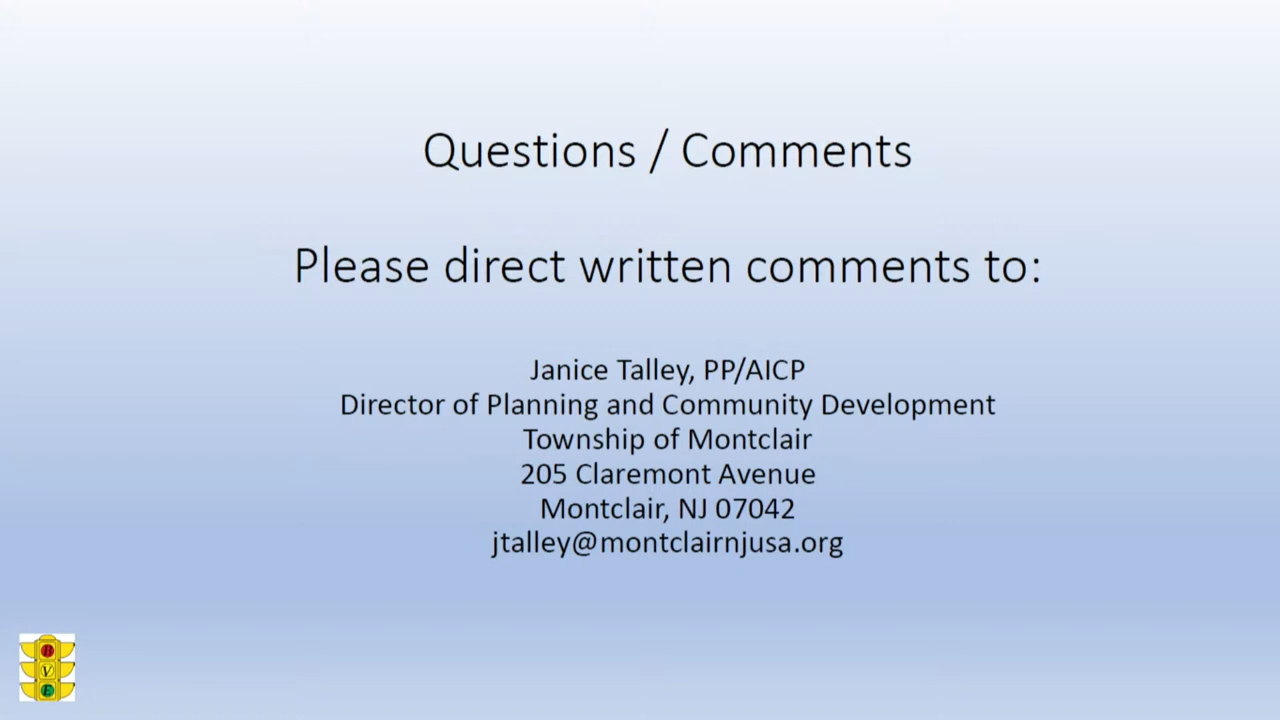 Questions / Comments
Please direct written comments to:
Janice Talley, PP/AICP
Director of Planning and Community Development
Township of Montclair
205 Claremont Avenue
Montclair, NJ 07042
jtalley@montclairnjusa.org
B
V
E